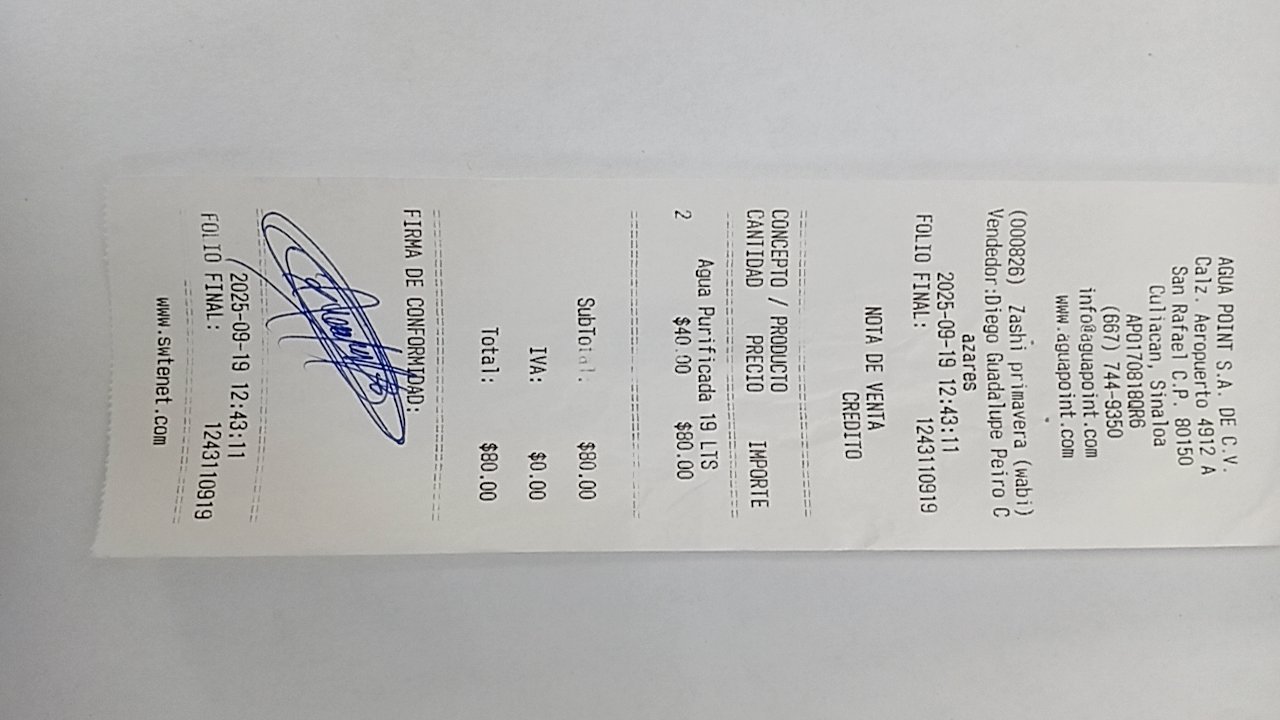 AGUA POINT S.A. DE C.V.
Calz. Aeropuerto 4912 A
San Rafael C.P. 80150
Culiacan, Sinaloa
APO170818QR6
(667) 744-9350
info@aguapoint.com
www.aguapoint.com
(000826) Zashi primavera (wabi)
Vendedor:Diego Guadalupe Peiro C
azares
2025-09-19 12:43:11
FOLIO FINAL: 1243110919
NOTA DE VENTA
CREDITO
CONCEPTO / PRODUCTO
CANTIDAD PRECIO IMPORTE
Agua Purificada 19 LTS
2 $40.00 $80.00
SubTotal: $80.00
IVA: $0.00
Total: $80.00
FIRMA DE CONFORMIDAD:
2025-09-19 12:43:11
FOLIO FINAL: 1243110919
www.swtenet.com